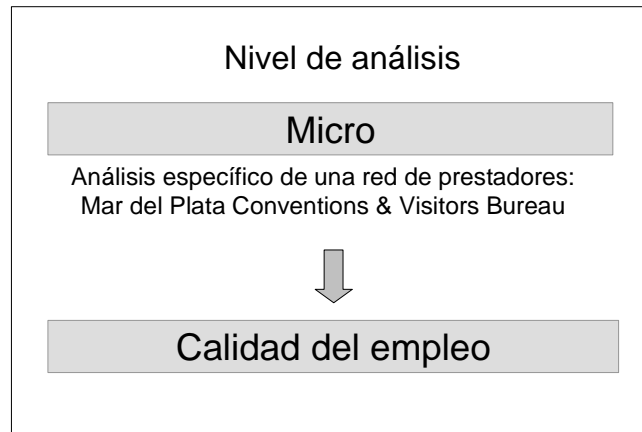 Nivel de análisis
Micro
Análisis específico de una red de prestadores:
Mar del Plata Conventions & Visitors Bureau
Calidad del empleo